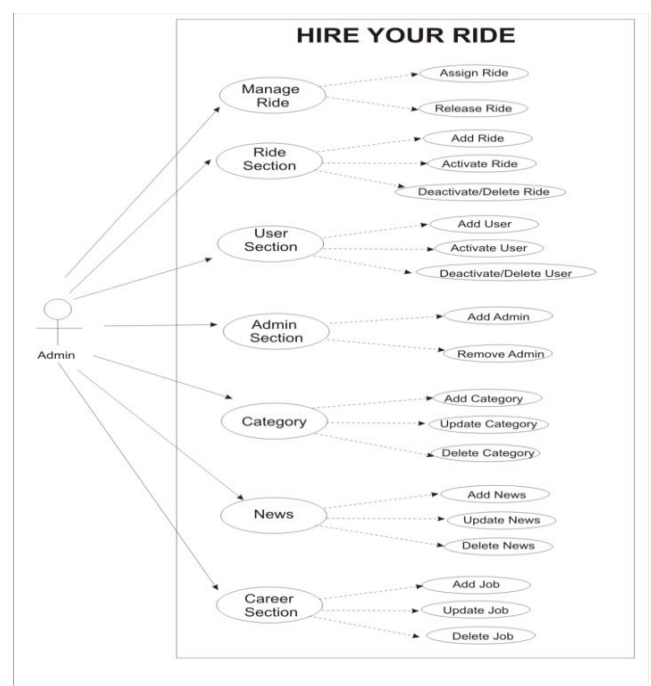 HIRE YOUR RIDE
Manage
Ride
Assign Ride
Release Ride
Ride
Section
Add Ride
Activate Ride
Deactivate/Delete Ride
User
Section
Add User
Activate User
Deactivate/Delete User
Admin
Admin
Section
Add Admin
Remove Admin
Category
Add Category
Update Category
Delete Category
News
Add News
Update News
Delete News
Career
Section
Add Job
Update Job
Delete Job